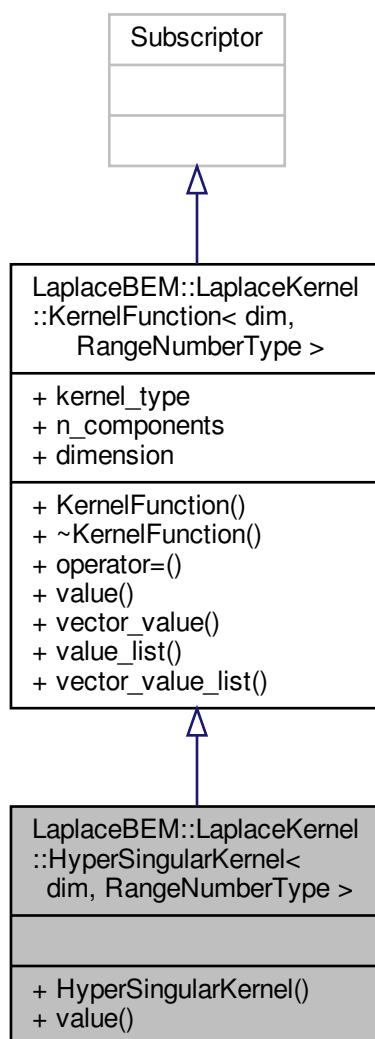 Subscriptor
LaplaceBEM::LaplaceKernel
::KernelFunction< dim,
RangeNumberType >
+ kernel_type
+ n_components
+ dimension
+ KernelFunction()
+ ~KernelFunction()
+ operator=()
+ value()
+ vector_value()
+ value_list()
+ vector_value_list()
LaplaceBEM::LaplaceKernel
::HyperSingularKernel<
dim, RangeNumberType >
+ HyperSingularKernel()
+ value()